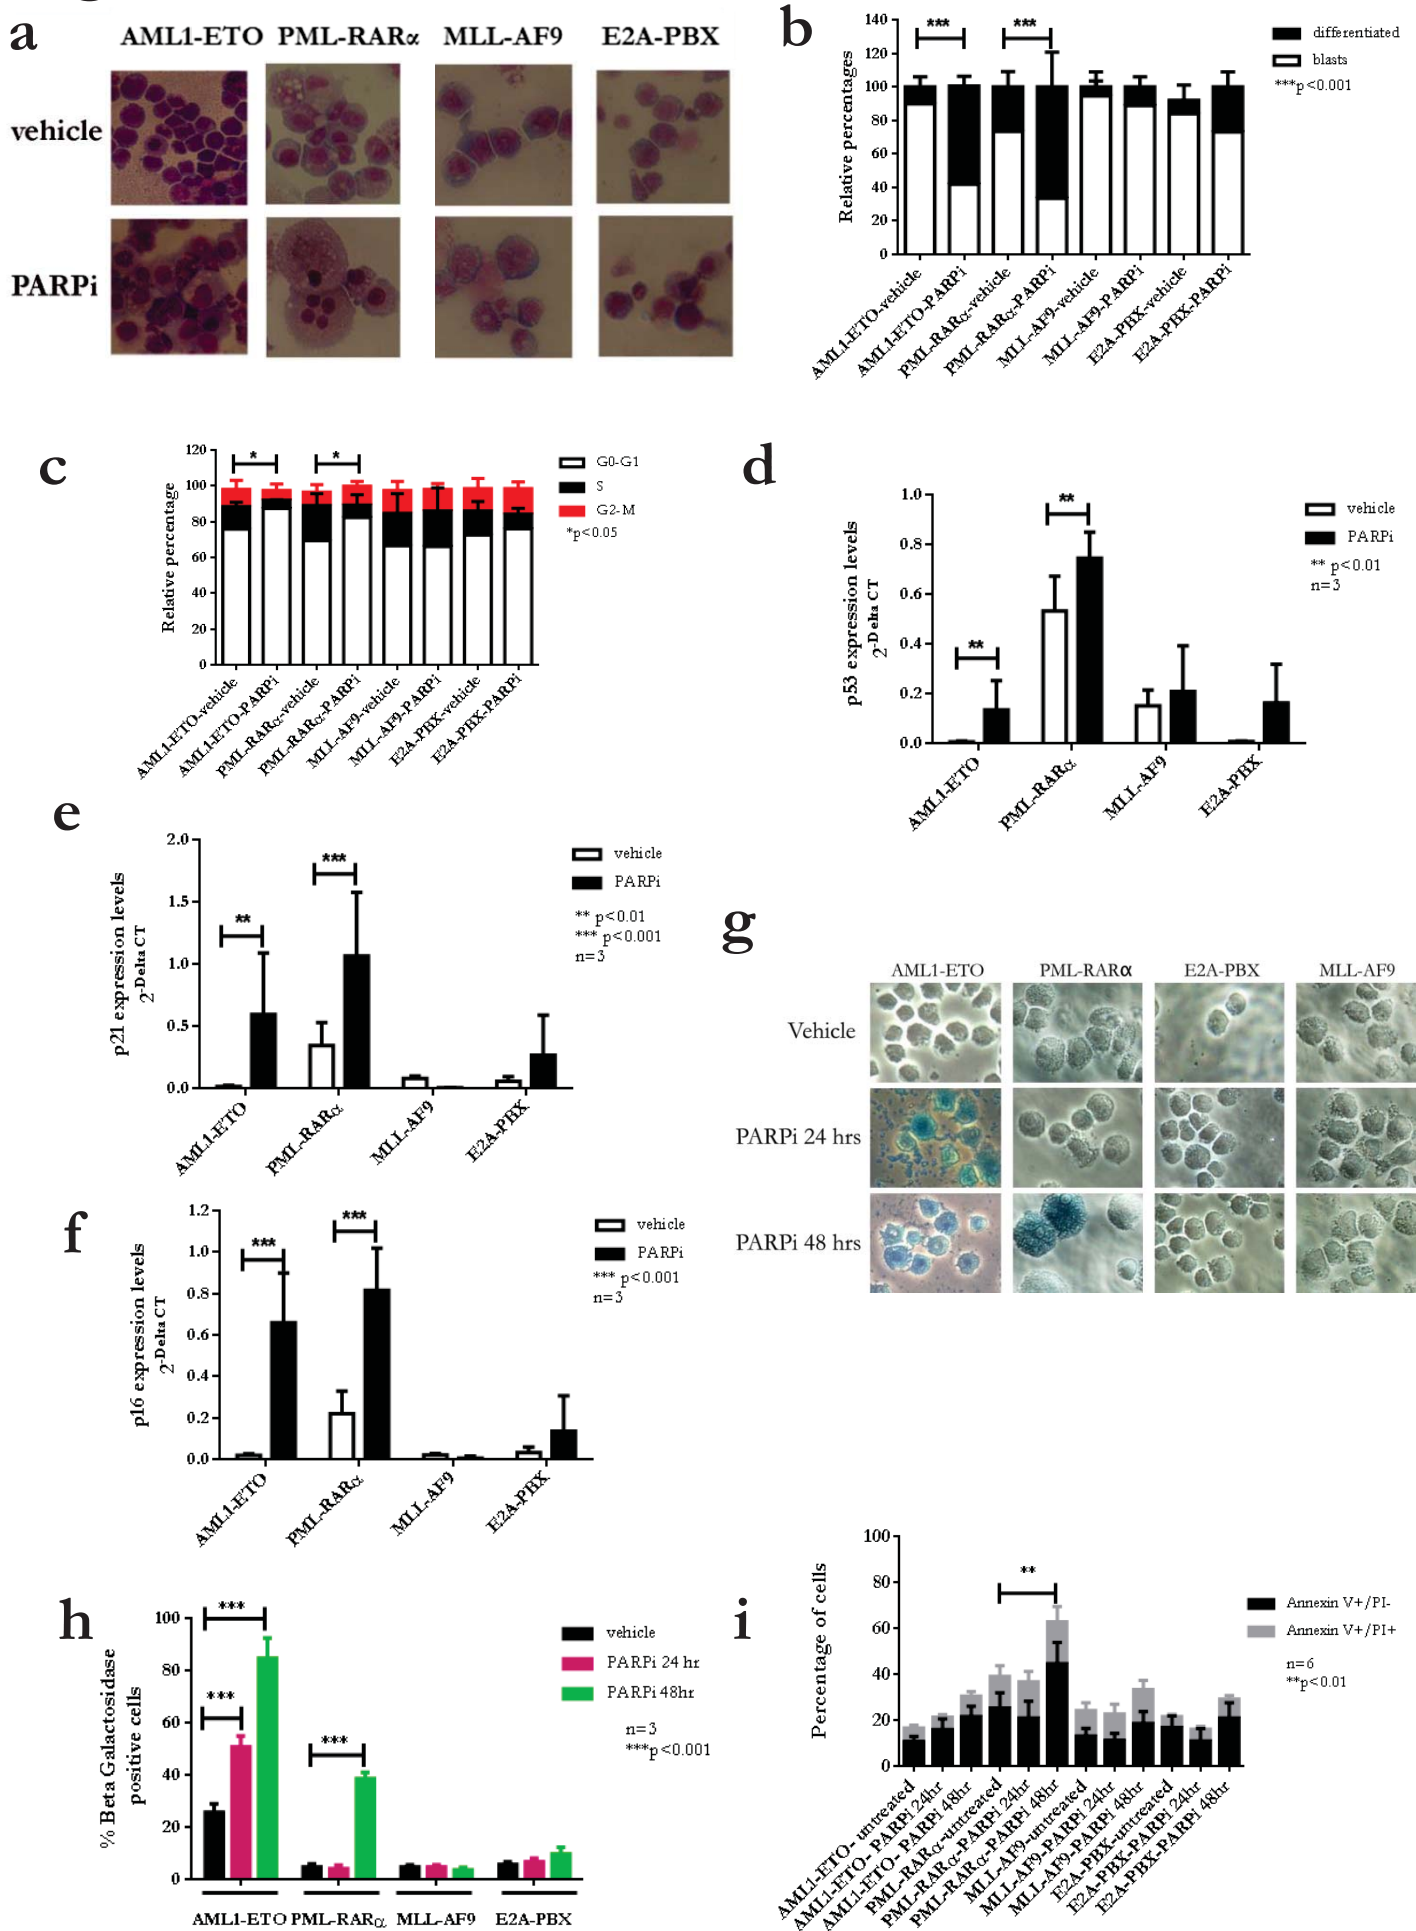 a
AML1-ETO PML-RARα MLL-AF9 E2A-PBX
vehicle
PARPi
b
140
120
100
80
60
40
20
0
Relative percentages
*** ***
differentiated
blasts
***p<0.001
AML1-ETO-vehicle
AML1-ETO-PARPi
PML-RARα-vehicle
PML-RARα-PARPi
MLL-AF9-vehicle
MLL-AF9-PARPi
E2A-PBX-vehicle
E2A-PBX-PARPi
c
120
100
80
60
40
20
0
Relative percentage
* *
G0-G1
S
G2-M
*p<0.05
AML1-ETO-vehicle
AML1-ETO-PARPi
PML-RARα-vehicle
PML-RARα-PARPi
MLL-AF9-vehicle
MLL-AF9-PARPi
E2A-PBX-vehicle
E2A-PBX-PARPi
d
1.0
0.8
0.6
0.4
0.2
0.0
p53 expression levels
2-Delta CT
**
**
vehicle
PARPi
** p<0.01
n=3
AML1-ETO
PML-RARα
MLL-AF9
E2A-PBX
e
2.0
1.5
1.0
0.5
0.0
p21 expression levels
2-Delta CT
**
***
vehicle
PARPi
** p<0.01
*** p<0.001
n=3
AML1-ETO
PML-RARα
MLL-AF9
E2A-PBX
g
AML1-ETO PML-RARα E2A-PBX MLL-AF9
Vehicle
PARPi 24 hrs
PARPi 48 hrs
f
1.2
1.0
0.8
0.6
0.4
0.2
0.0
p16 expression levels
2-Delta CT
***
***
vehicle
PARPi
*** p<0.001
n=3
AML1-ETO
PML-RARα
MLL-AF9
E2A-PBX
h
100
80
60
40
20
0
% Beta Galactosidase
positive cells
***
***
***
vehicle
PARPi 24 hr
PARPi 48hr
n=3
***p<0.001
AML1-ETO PML-RARα MLL-AF9 E2A-PBX
i
100
80
60
40
20
0
Percentage of cells
**
Annexin V+/PI-
Annexin V+/PI+
n=6
**p<0.01
AML1-ETO- untreated
AML1-ETO- PARPi 24hr
AML1-ETO- PARPi 48hr
PML-RARα-untreated
PML-RARα-PARPi 24hr
PML-RARα-PARPi 48hr
MLL-AF9-untreated
MLL-AF9-PARPi 24hr
MLL-AF9-PARPi 48hr
E2A-PBX-untreated
E2A-PBX-PARPi 24hr
E2A-PBX-PARPi 48hr